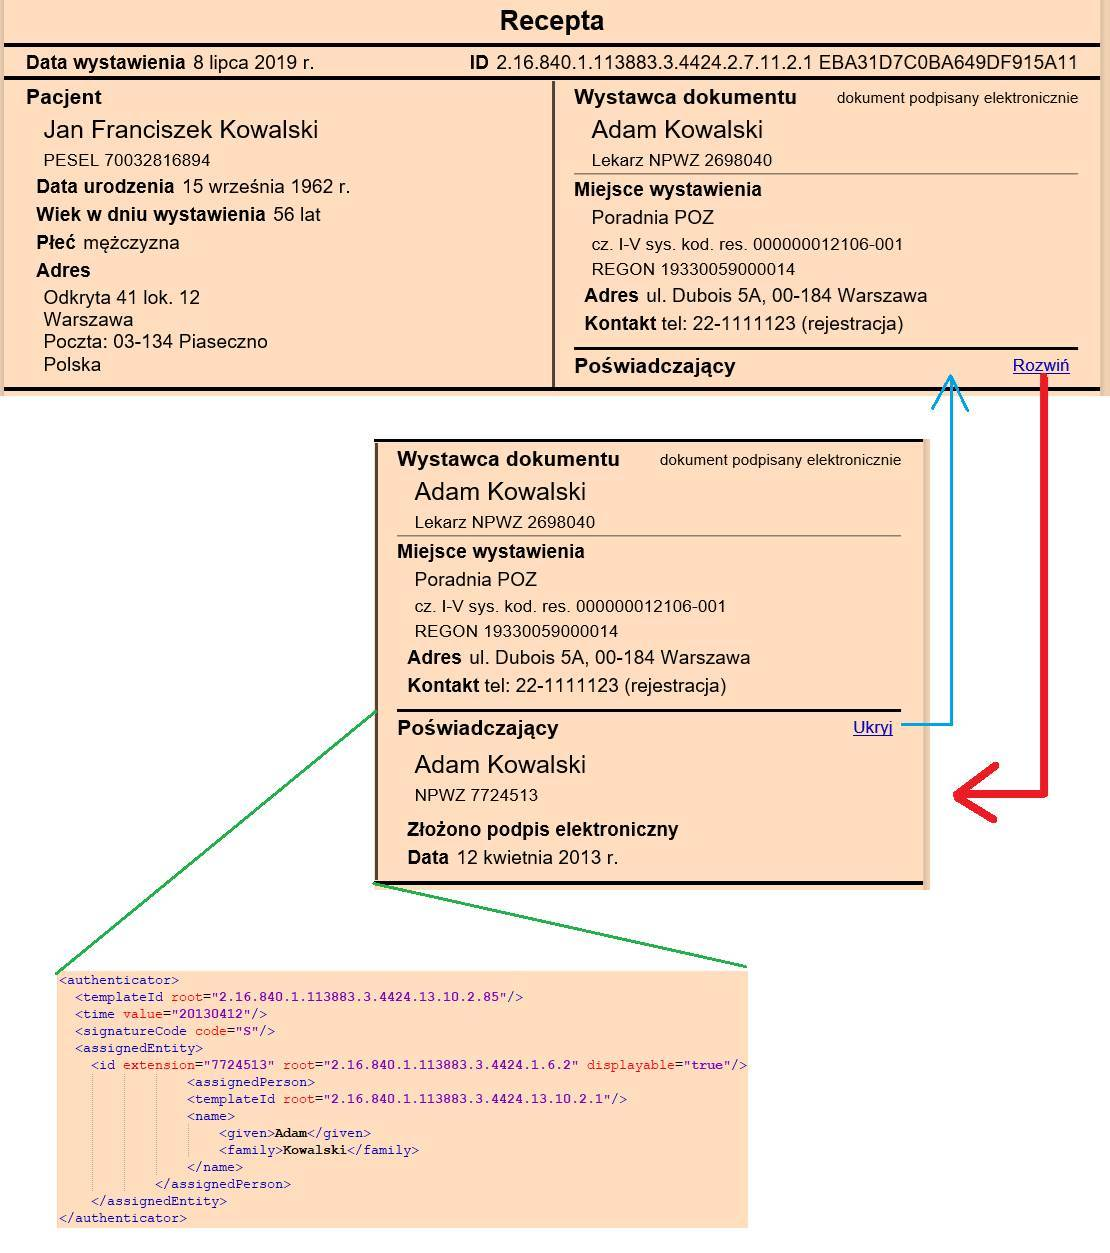 Recepta
Data wystawienia 8 lipca 2019 r. ID 2.16.840.1.113883.3.4424.2.7.11.2.1 EBA31D7C0BA649DF915A11
Pacjent
Jan Franciszek Kowalski
PESEL 70032816894
Data urodzenia 15 września 1962 r.
Wiek w dniu wystawienia 56 lat
Płeć mężczyzna
Adres
Odkryta 41 lok. 12
Warszawa
Poczta: 03-134 Piaseczno
Polska
Wystawca dokumentu dokument podpisany elektronicznie
Adam Kowalski
Lekarz NPWZ 2698040
Miejsce wystawienia
Poradnia POZ
cz. I-V sys. kod. res. 000000012106-001
REGON 19330059000014
Adres ul. Dubois 5A, 00-184 Warszawa
Kontakt tel: 22-1111123 (rejestracja)
Poświadczający Rozwiń
Wystawca dokumentu dokument podpisany elektronicznie
Adam Kowalski
Lekarz NPWZ 2698040
Miejsce wystawienia
Poradnia POZ
cz. I-V sys. kod. res. 000000012106-001
REGON 19330059000014
Adres ul. Dubois 5A, 00-184 Warszawa
Kontakt tel: 22-1111123 (rejestracja)
Poświadczający Ukryj
Adam Kowalski
NPWZ 7724513
Złożono podpis elektroniczny
Data 12 kwietnia 2013 r.
<authenticator>
<templateId root="2.16.840.1.113883.3.4424.13.10.2.85"/>
<time value="20130412"/>
<signatureCode code="S"/>
<assignedEntity>
<id extension="7724513" root="2.16.840.1.113883.3.4424.1.6.2" displayable="true"/>
<assignedPerson>
<templateId root="2.16.840.1.113883.3.4424.13.10.2.1"/>
<name>
<given>Adam</given>
<family>Kowalski</family>
</name>
</assignedPerson>
</assignedEntity>
</authenticator>